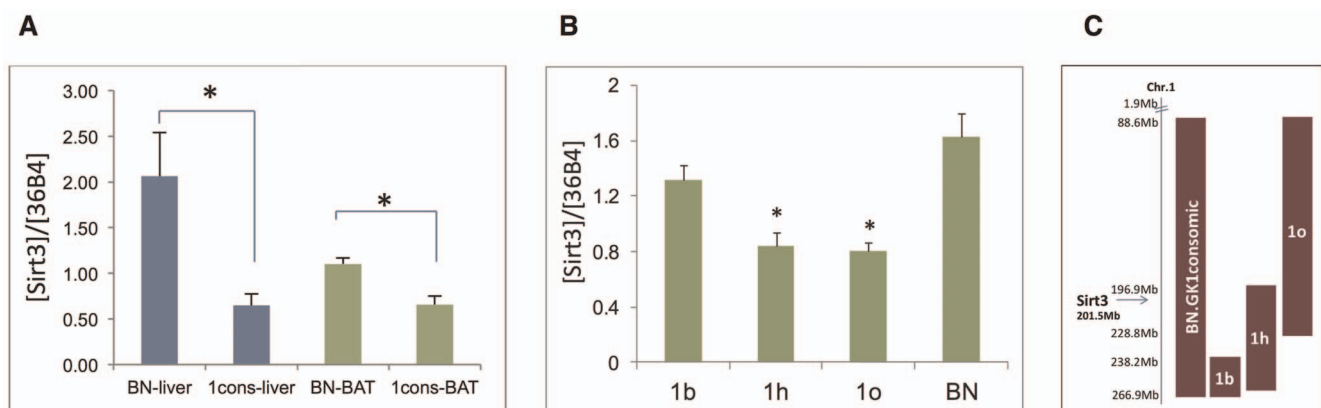 A
[Sirt3]/[36B4]
3.00
2.50
2.00
1.50
1.00
0.50
0.00
*
*
BN-liver 1cons-liver BN-BAT 1cons-BAT
B
[Sirt3]/[36B4]
2
1.6
1.2
0.8
0.4
0
*
*
1b 1h 1o BN
C
Chr.1
1.9Mb
88.6Mb
196.9Mb
Sirt3
201.5Mb
228.8Mb
238.2Mb
266.9Mb
BN.GK1consomic
1b
1h
1o